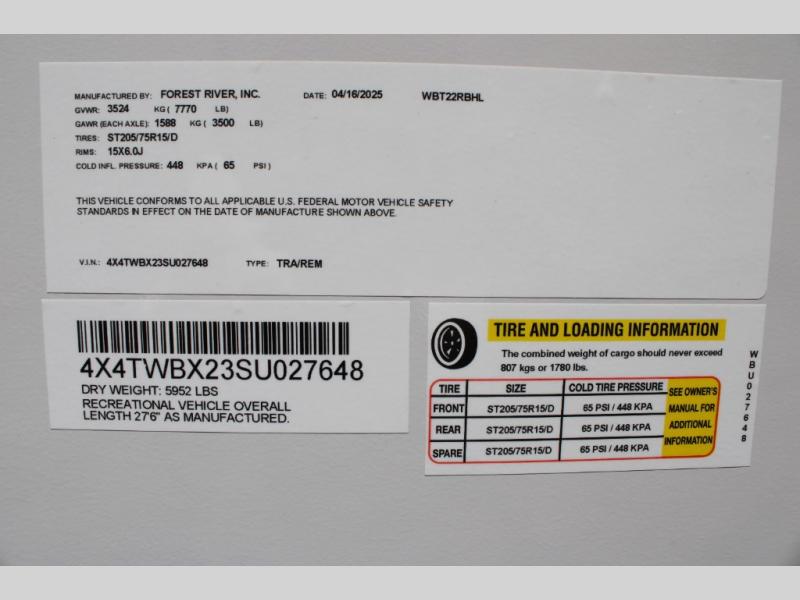 MANUFACTURED BY: FOREST RIVER, INC. DATE: 04/16/2025 WBT22RBHL
GVWR: 3524 KG ( 7770 LB)
GAWR (EACH AXLE): 1588 KG ( 3500 LB)
TIRES: ST205/75R15/D
RIMS: 15X6.0J
COLD INFL. PRESSURE: 448 KPA ( 65 PSI )
THIS VEHICLE CONFORMS TO ALL APPLICABLE U.S. FEDERAL MOTOR VEHICLE SAFETY
STANDARDS IN EFFECT ON THE DATE OF MANUFACTURE SHOWN ABOVE.
V.I.N.: 4X4TWBX23SU027648 TYPE: TRA/REM
4X4TWBX23SU027648
DRY WEIGHT: 5952 LBS
RECREATIONAL VEHICLE OVERALL
LENGTH 27'6" AS MANUFACTURED.
TIRE AND LOADING INFORMATION
The combined weight of cargo should never exceed
807 kgs or 1780 lbs.
TIRE SIZE COLD TIRE PRESSURE
FRONT ST205/75R15/D 65 PSI / 448 KPA
REAR ST205/75R15/D 65 PSI / 448 KPA
SPARE ST205/75R15/D 65 PSI / 448 KPA
SEE OWNER'S
MANUAL FOR
ADDITIONAL
INFORMATION
WBU027648